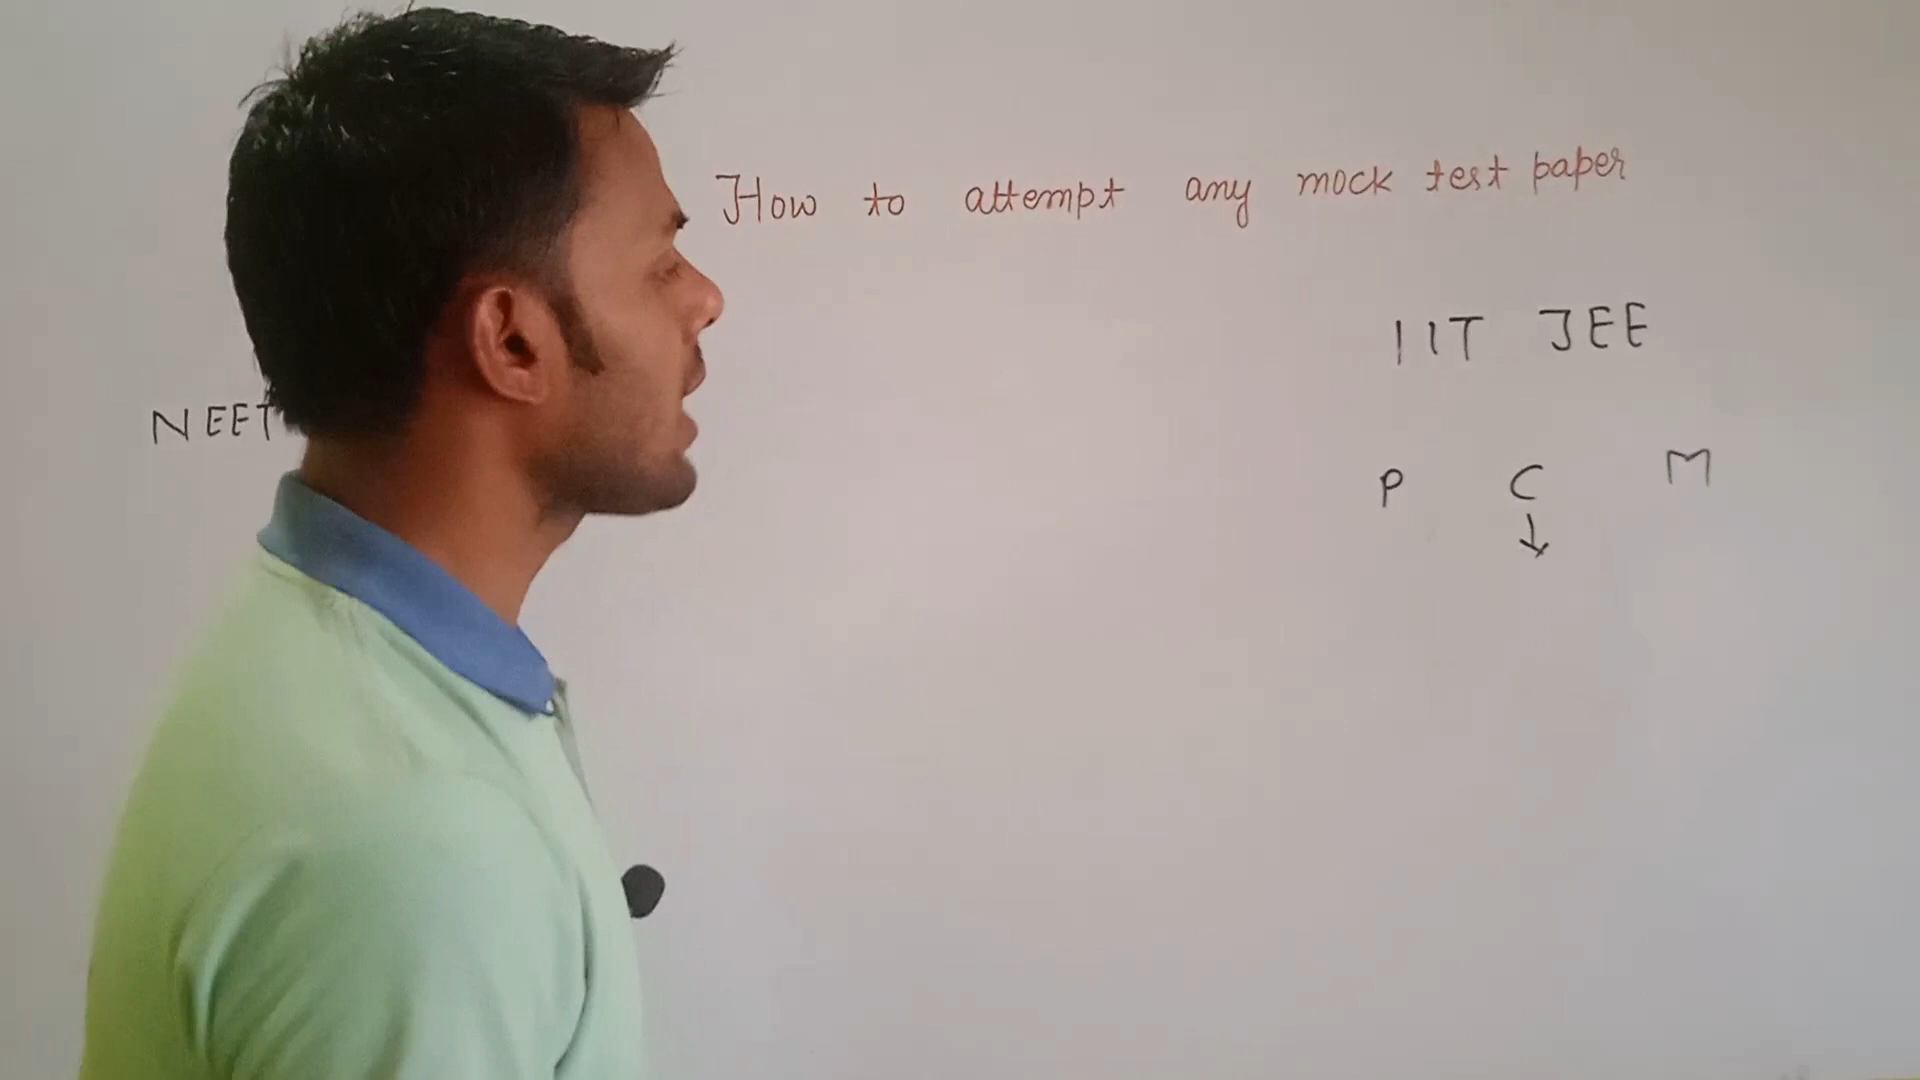 How to attempt any mock test paper
IIT JEE
NEET
P C M
↓